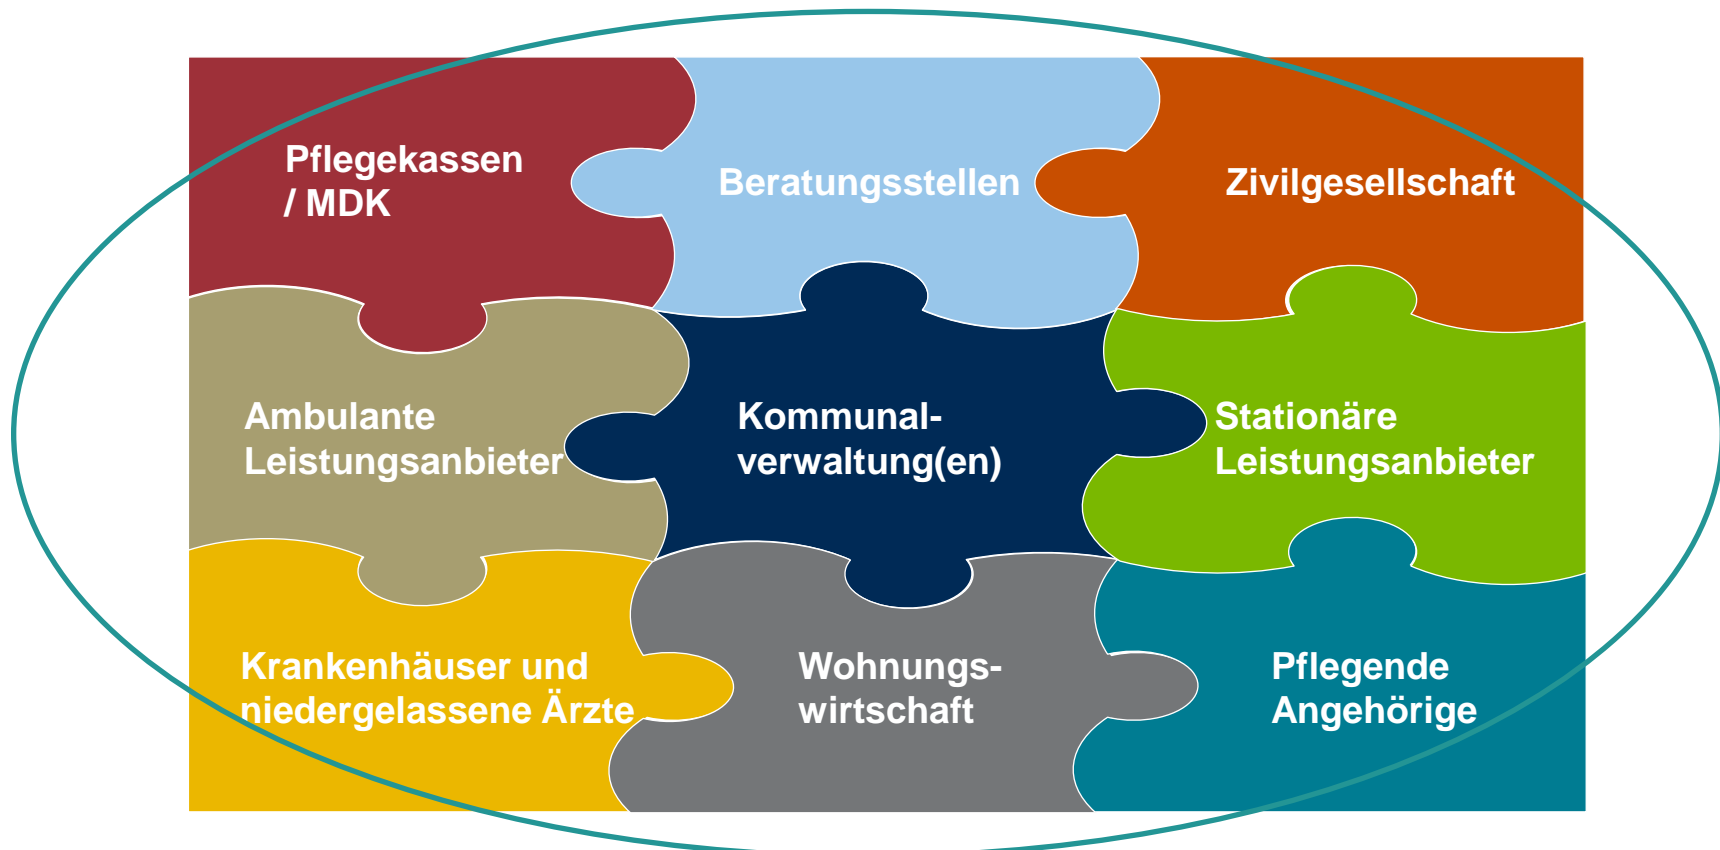 Pflegekassen
/ MDK
Beratungsstellen
Zivilgesellschaft
Ambulante
Leistungsanbieter
Kommunal-
verwaltung(en)
Stationäre
Leistungsanbieter
Krankenhäuser und
niedergelassene Ärzte
Wohnungs-
wirtschaft
Pflegende
Angehörige